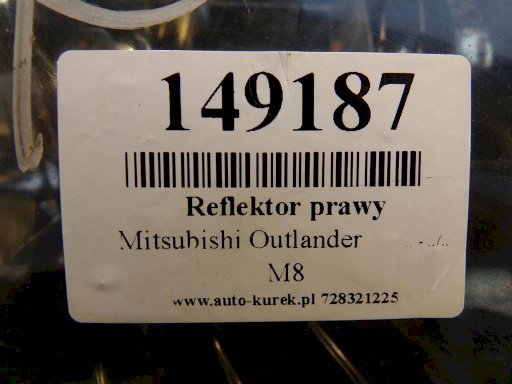 149187
Reflektor prawy
Mitsubishi Outlander .. - ../..
M8
www.auto-kurek.pl 728321225